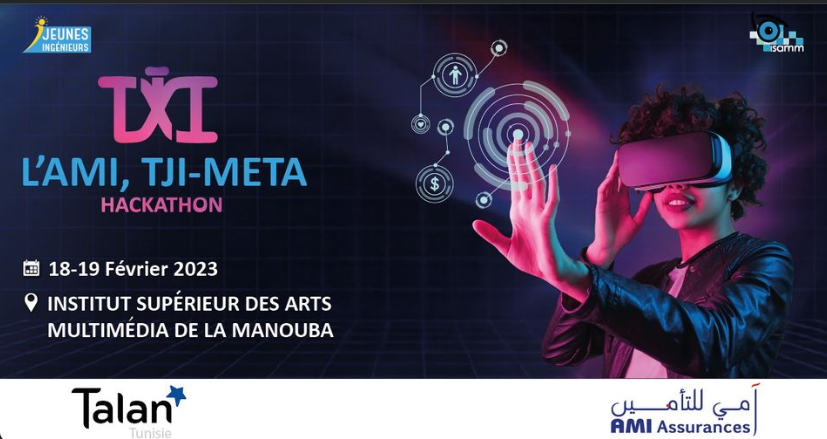 JEUNES
INGÉNIEURS
isamm
TXI
L'AMI, TJI-META
HACKATHON
18-19 Février 2023
INSTITUT SUPÉRIEUR DES ARTS
MULTIMÉDIA DE LA MANOUBA
$
Talan
Tunisie
أمي للتأمين
AMI Assurances